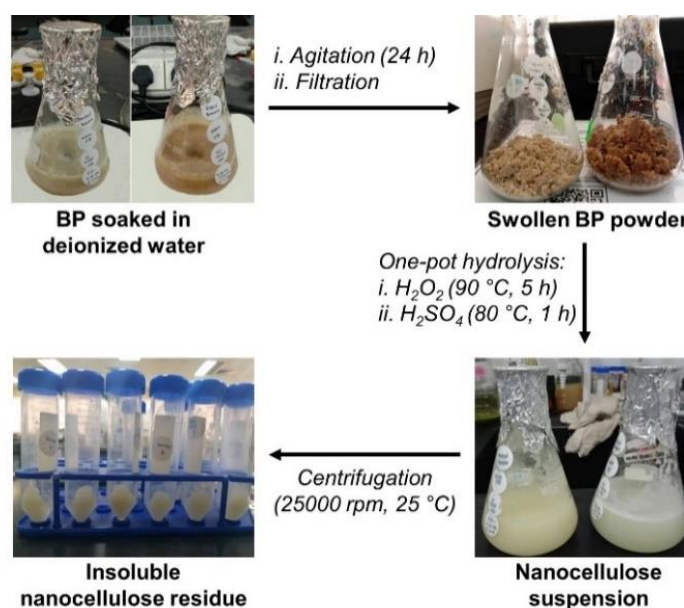 i. Agitation (24 h)
ii. Filtration
BP soaked in
deionized water
Swollen BP powder
One-pot hydrolysis:
i. H₂O₂ (90 °C, 5 h)
ii. H₂SO₄ (80 °C, 1 h)
Centrifugation
(25000 rpm, 25 °C)
Insoluble
nanocellulose residue
Nanocellulose
suspension